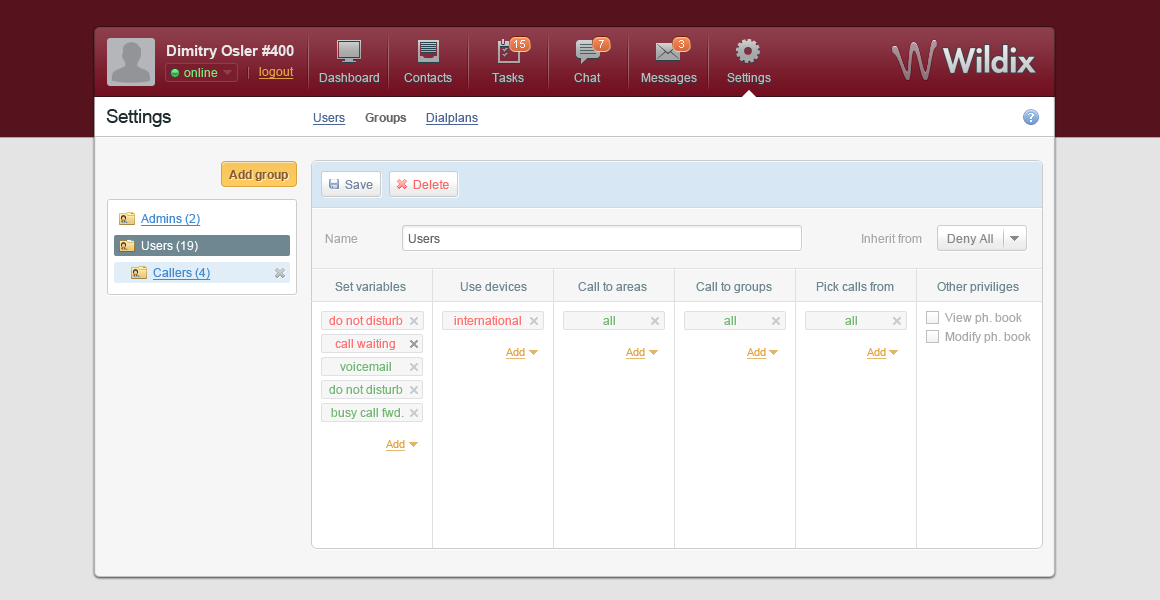 Dimitry Osler #400
online
logout
Dashboard
Contacts
15
Tasks
7
Chat
3
Messages
Settings
Wildix
Settings
Users
Groups
Dialplans
?
Add group
Admins (2)
Users (19)
Callers (4)
Save
Delete
Name
Users
Inherit from
Deny All
Set variables
Use devices
Call to areas
Call to groups
Pick calls from
Other priviliges
do not disturb
call waiting
voicemail
do not disturb
busy call fwd.
Add
international
Add
all
Add
all
Add
all
Add
View ph. book
Modify ph. book